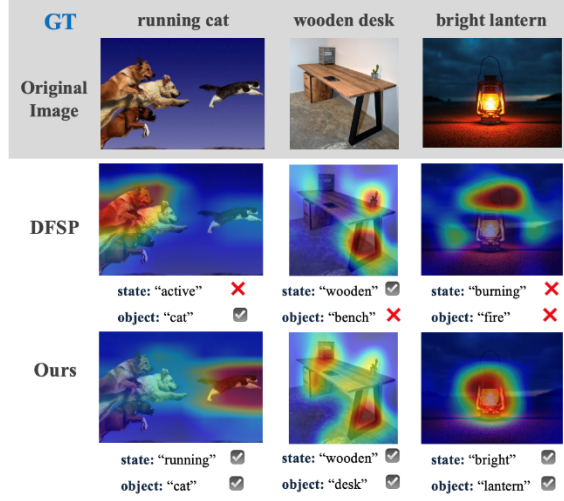 GT running cat wooden desk bright lantern
Original
Image
DFSP
state: “active” ❌ state: “wooden” ☑ state: “burning” ❌
object: “cat” ☑ object: “bench” ❌ object: “fire” ❌
Ours
state: “running” ☑ state: “wooden” ☑ state: “bright” ☑
object: “cat” ☑ object: “desk” ☑ object: “lantern” ☑